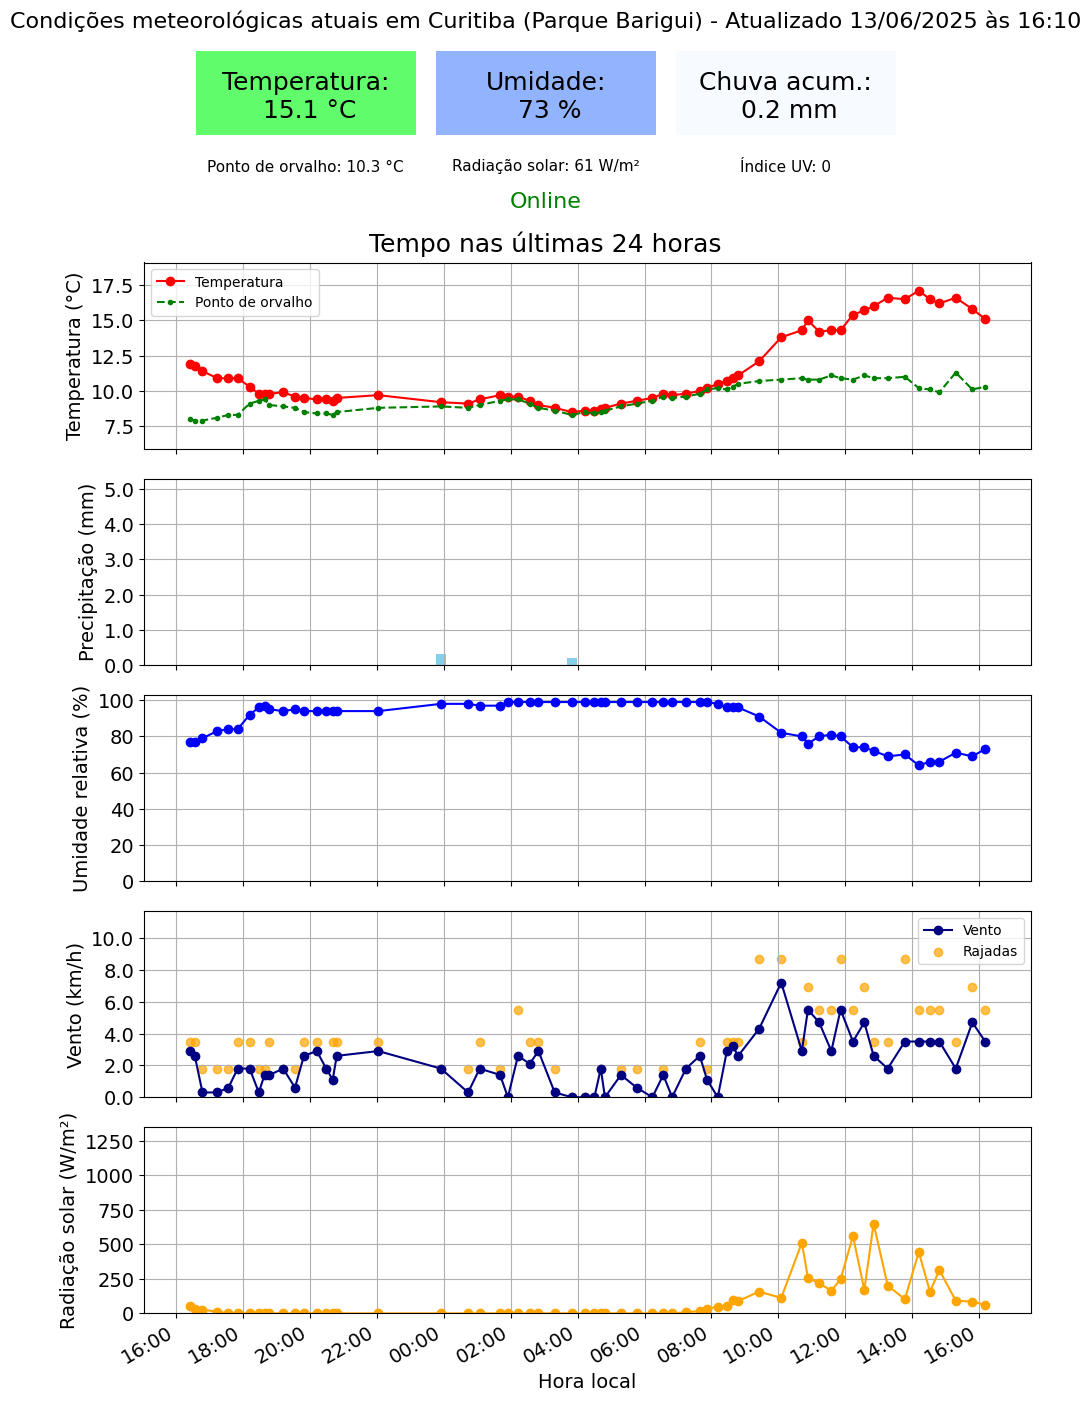 Condições meteorológicas atuais em Curitiba (Parque Barigui) - Atualizado 13/06/2025 às 16:10
Temperatura:
15.1 °C
Umidade:
73 %
Chuva acum.:
0.2 mm
Ponto de orvalho: 10.3 °C
Radiação solar: 61 W/m²
Índice UV: 0
Online
Tempo nas últimas 24 horas
Temperatura (°C)
17.5
15.0
12.5
10.0
7.5
Temperatura
Ponto de orvalho
Precipitação (mm)
5.0
4.0
3.0
2.0
1.0
0.0
Umidade relativa (%)
100
80
60
40
20
0
Vento (km/h)
10.0
8.0
6.0
4.0
2.0
0.0
Vento
Rajadas
Radiação solar (W/m²)
1250
1000
750
500
250
0
16:00 18:00 20:00 22:00 00:00 02:00 04:00 06:00 08:00 10:00 12:00 14:00 16:00
Hora local